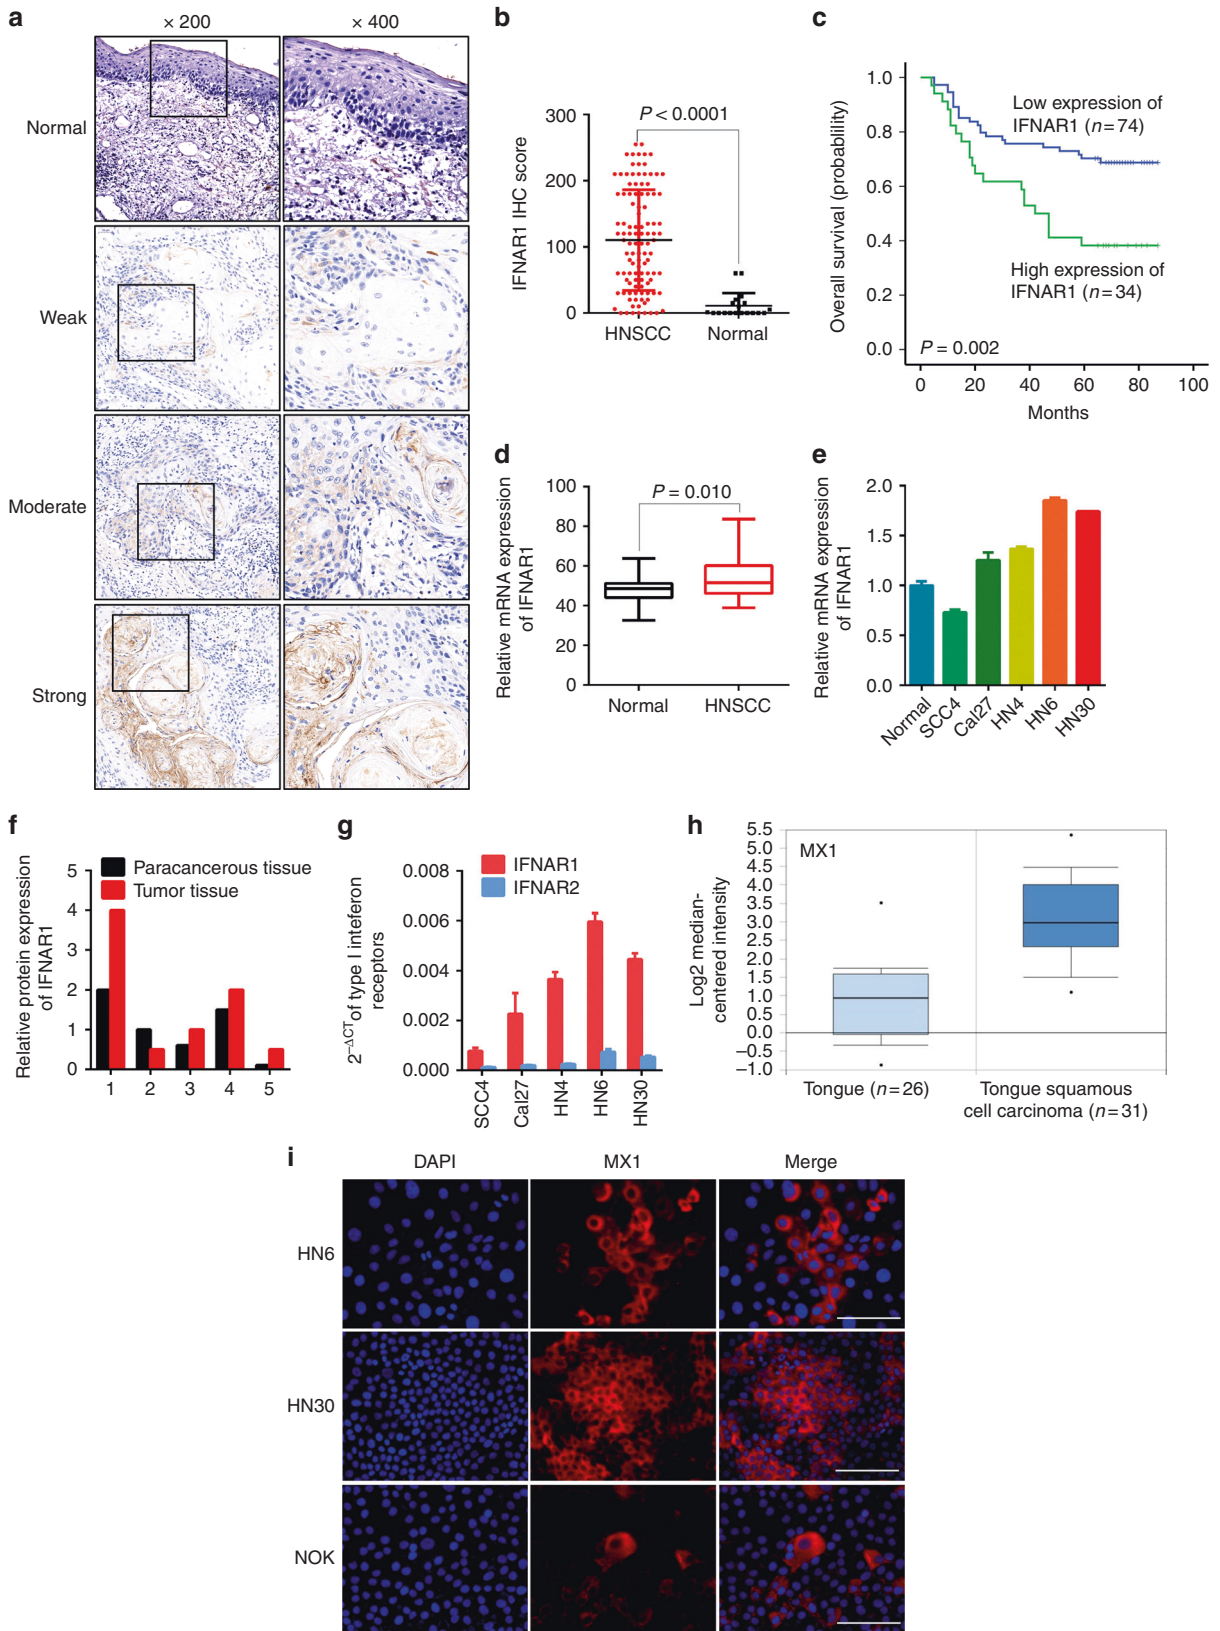 a
× 200
× 400
Normal
Weak
Moderate
Strong
b
IFNAR1 IHC score
300
200
100
0
P < 0.0001
HNSCC
Normal
c
Overall survival (probablility)
1.0
0.8
0.6
0.4
0.2
0.0
Low expression of
IFNAR1 (n = 74)
High expression of
IFNAR1 (n = 34)
P = 0.002
0
20
40
60
80
100
Months
d
Relative mRNA expression
of IFNAR1
100
80
60
40
20
0
P = 0.010
Normal
HNSCC
e
Relative mRNA expression
of IFNAR1
2.0
1.5
1.0
0.5
0.0
Normal
SCC4
Cal27
HN4
HN6
HN30
f
Relative protein expression
of IFNAR1
Paracancerous tissue
Tumor tissue
5
4
3
2
1
0
1
2
3
4
5
g
2−ΔCT of type I inteferon
receptors
IFNAR1
IFNAR2
0.008
0.006
0.004
0.002
0.000
SCC4
Cal27
HN4
HN6
HN30
h
Log2 median-
centered intensity
MX1
5.5
5.0
4.5
4.0
3.5
3.0
2.5
2.0
1.5
1.0
0.5
0.0
−0.5
−1.0
Tongue (n = 26)
Tongue squamous
cell carcinoma (n = 31)
i
DAPI
MX1
Merge
HN6
HN30
NOK